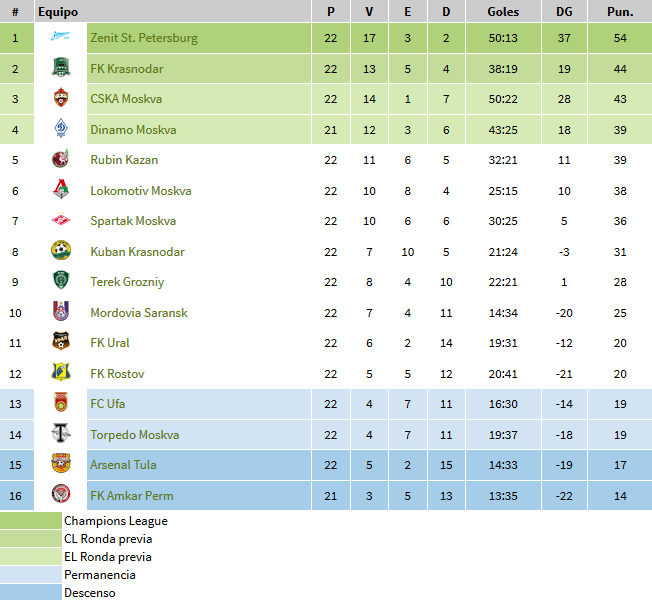 # Equipo P V E D Goles DG Pun.
1 Zenit St. Petersburg 22 17 3 2 50:13 37 54
2 FK Krasnodar 22 13 5 4 38:19 19 44
3 CSKA Moskva 22 14 1 7 50:22 28 43
4 Dinamo Moskva 21 12 3 6 43:25 18 39
5 Rubin Kazan 22 11 6 5 32:21 11 39
6 Lokomotiv Moskva 22 10 8 4 25:15 10 38
7 Spartak Moskva 22 10 6 6 30:25 5 36
8 Kuban Krasnodar 22 7 10 5 21:24 -3 31
9 Terek Grozniy 22 8 4 10 22:21 1 28
10 Mordovia Saransk 22 7 4 11 14:34 -20 25
11 FK Ural 22 6 2 14 19:31 -12 20
12 FK Rostov 22 5 5 12 20:41 -21 20
13 FC Ufa 22 4 7 11 16:30 -14 19
14 Torpedo Moskva 22 4 7 11 19:37 -18 19
15 Arsenal Tula 22 5 2 15 14:33 -19 17
16 FK Amkar Perm 21 3 5 13 13:35 -22 14
Champions League
CL Ronda previa
EL Ronda previa
Permanencia
Descenso